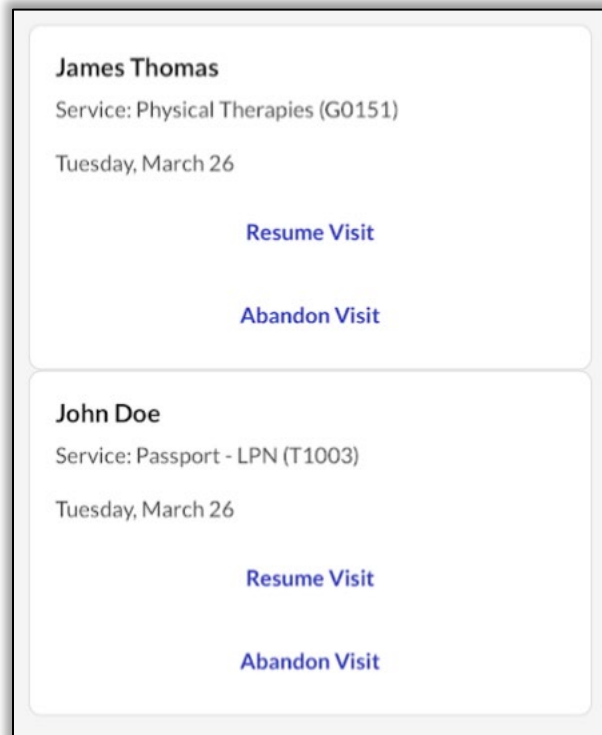 James Thomas
Service: Physical Therapies (G0151)
Tuesday, March 26
Resume Visit
Abandon Visit
John Doe
Service: Passport - LPN (T1003)
Tuesday, March 26
Resume Visit
Abandon Visit